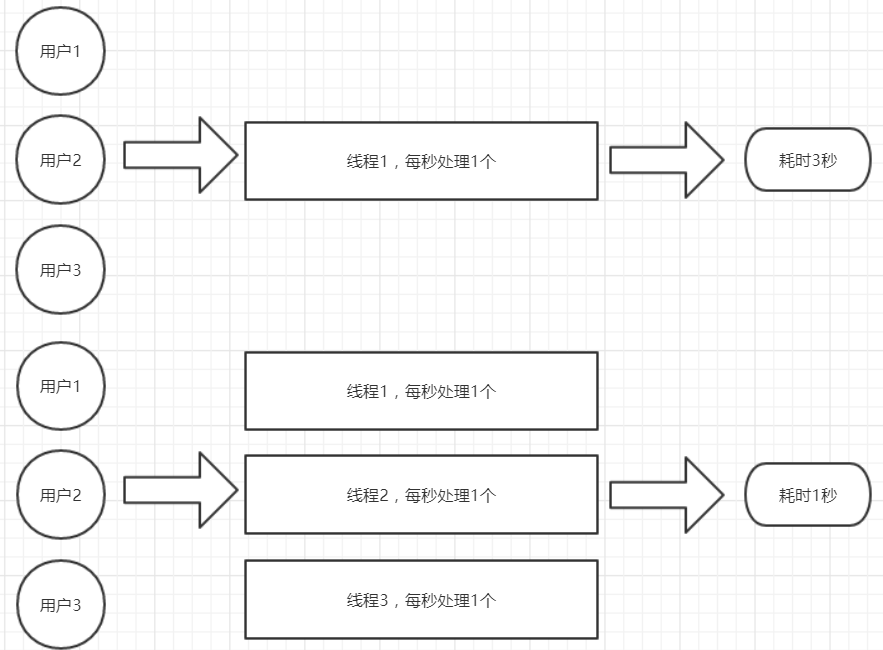 用户1
用户2
线程1，每秒处理1个
耗时3秒
用户3
用户1
线程1，每秒处理1个
用户2
线程2，每秒处理1个
耗时1秒
用户3
线程3，每秒处理1个